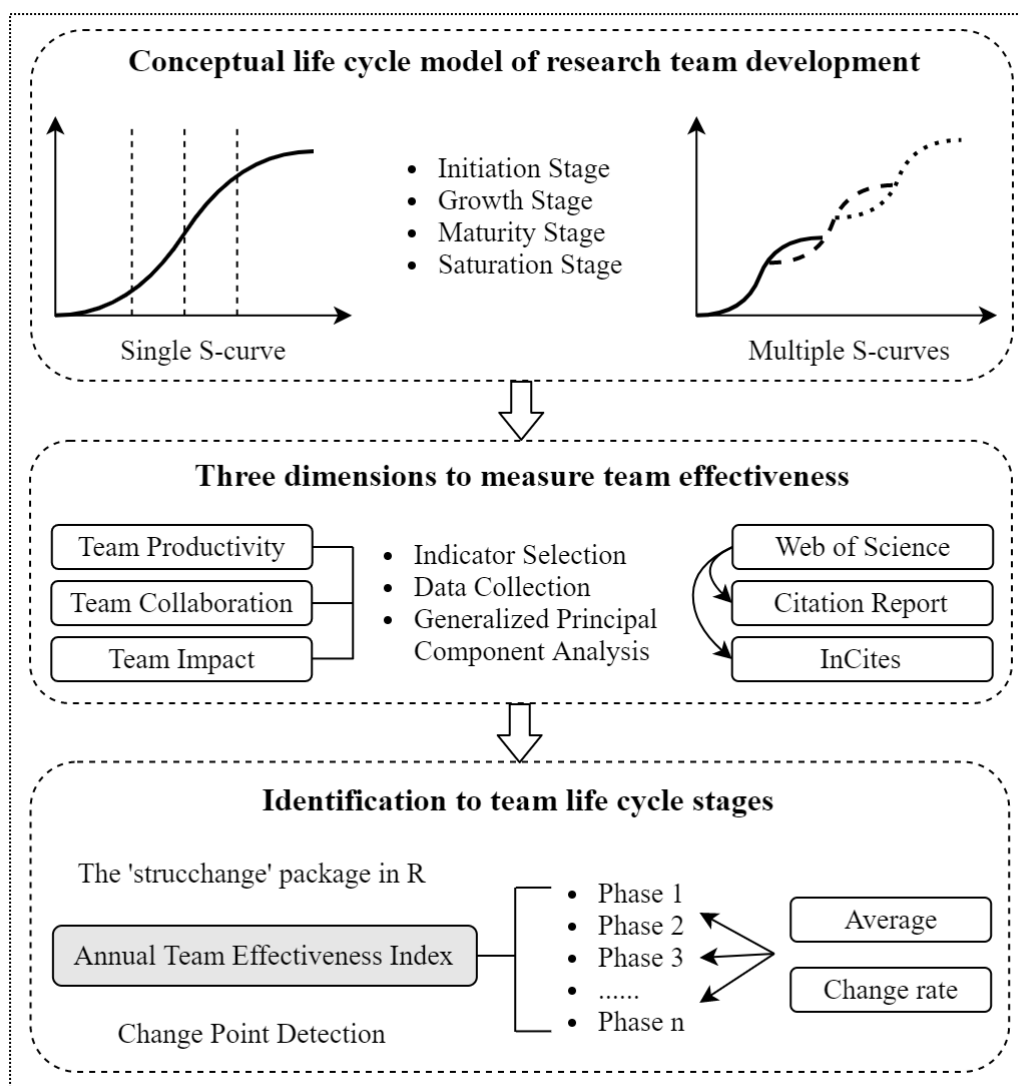 Conceptual life cycle model of research team development
• Initiation Stage
• Growth Stage
• Maturity Stage
• Saturation Stage
Single S-curve
Multiple S-curves
Three dimensions to measure team effectiveness
Team Productivity
Team Collaboration
Team Impact
• Indicator Selection
• Data Collection
• Generalized Principal
Component Analysis
Web of Science
Citation Report
InCites
Identification to team life cycle stages
The 'strucchange' package in R
Annual Team Effectiveness Index
Change Point Detection
• Phase 1
• Phase 2
• Phase 3
• ......
• Phase n
Average
Change rate